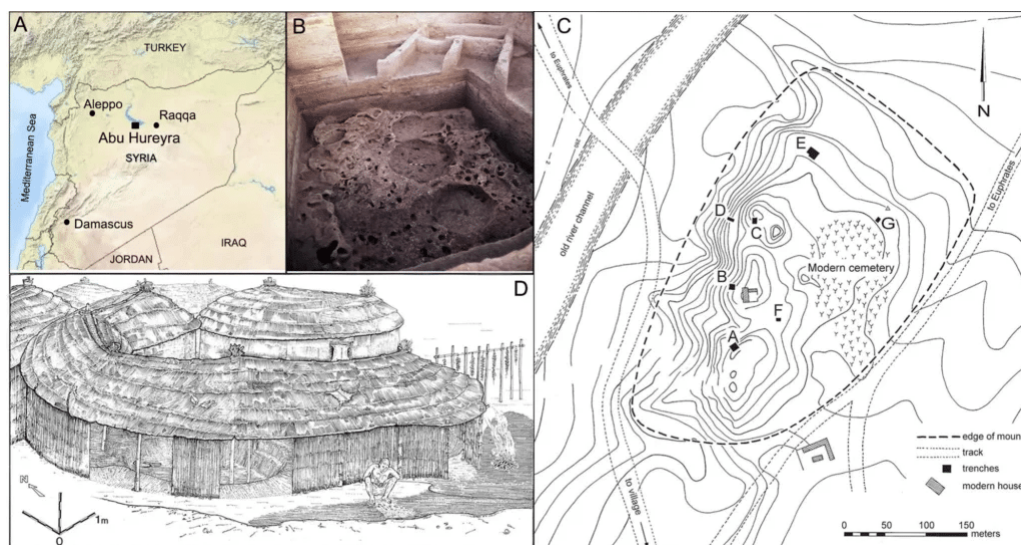 A
TURKEY
Aleppo
Raqqa
Abu Hureyra
SYRIA
Mediterranean Sea
Damascus
IRAQ
JORDAN
B
C
to Euphrates
old river channel
N
E
D
C
G
to Euphrates
Modern cemetery
B
F
A
to village
edge of moun
track
trenches
modern house
0 50 100 150
meters
D
N
1m
0